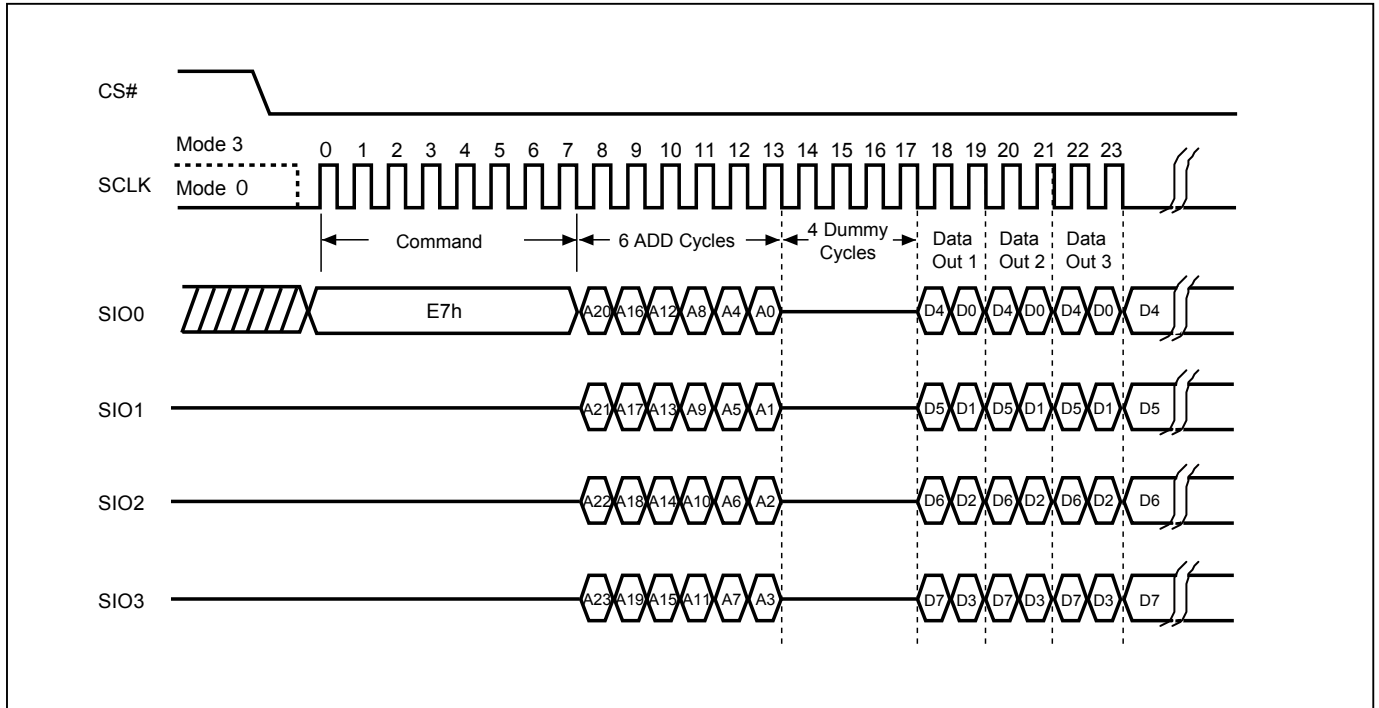 CS#
Mode 3
0 1 2 3 4 5 6 7 8 9 10 11 12 13 14 15 16 17 18 19 20 21 22 23
SCLK
Mode 0
Command
6 ADD Cycles
4 Dummy
Cycles
Data
Out 1
Data
Out 2
Data
Out 3
SIO0
E7h
A20 A16 A12 A8 A4 A0
D4 D0 D4 D0 D4 D0 D4
SIO1
A21 A17 A13 A9 A5 A1
D5 D1 D5 D1 D5 D1 D5
SIO2
A22 A18 A14 A10 A6 A2
D6 D2 D6 D2 D6 D2 D6
SIO3
A23 A19 A15 A11 A7 A3
D7 D3 D7 D3 D7 D3 D7